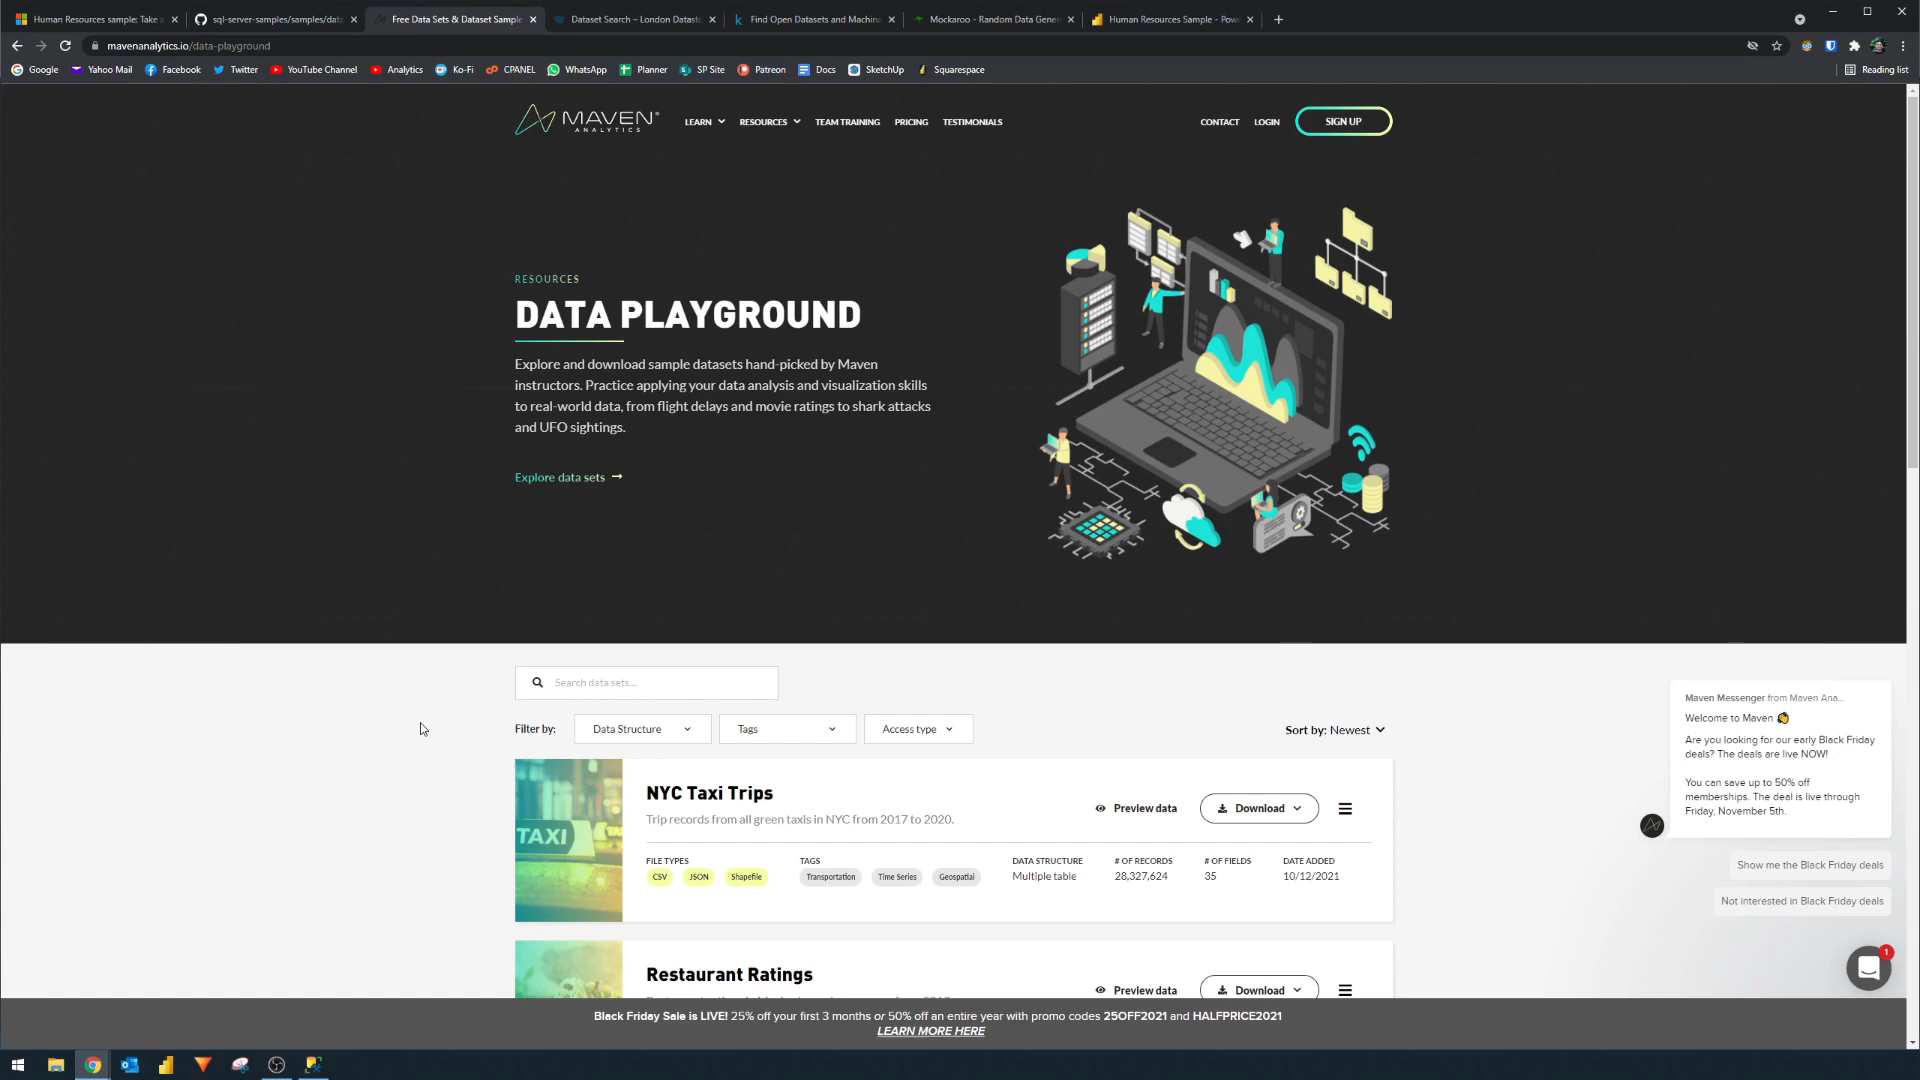 Human Resources sample: Take a
sql-server-samples/samples/data
Free Data Sets & Dataset Sample
Dataset Search – London Datasto
Find Open Datasets and Machine
Mockaroo - Random Data Gener
Human Resources Sample - Pow
mavenanalytics.io/data-playground
Google
Yahoo Mail
Facebook
Twitter
YouTube Channel
Analytics
Ko-Fi
CPANEL
WhatsApp
Planner
SP Site
Patreon
Docs
SketchUp
Squarespace
Reading list
MAVEN
ANALYTICS
LEARN
RESOURCES
TEAM TRAINING
PRICING
TESTIMONIALS
CONTACT
LOGIN
SIGN UP
RESOURCES
DATA PLAYGROUND
Explore and download sample datasets hand-picked by Maven
instructors. Practice applying your data analysis and visualization skills
to real-world data, from flight delays and movie ratings to shark attacks
and UFO sightings.
Explore data sets
Search data sets...
Filter by:
Data Structure
Tags
Access type
Sort by: Newest
TAXI
NYC Taxi Trips
Trip records from all green taxis in NYC from 2017 to 2020.
Preview data
Download
FILE TYPES
CSV
JSON
Shapefile
TAGS
Transportation
Time Series
Geospatial
DATA STRUCTURE
Multiple table
# OF RECORDS
28,327,624
# OF FIELDS
35
DATE ADDED
10/12/2021
Restaurant Ratings
Preview data
Download
Maven Messenger from Maven Ana...
Welcome to Maven
Are you looking for our early Black Friday
deals? The deals are live NOW!
You can save up to 50% off
memberships. The deal is live through
Friday, November 5th.
Show me the Black Friday deals
Not interested in Black Friday deals
1
Black Friday Sale is LIVE! 25% off your first 3 months or 50% off an entire year with promo codes 25OFF2021 and HALFPRICE2021
LEARN MORE HERE